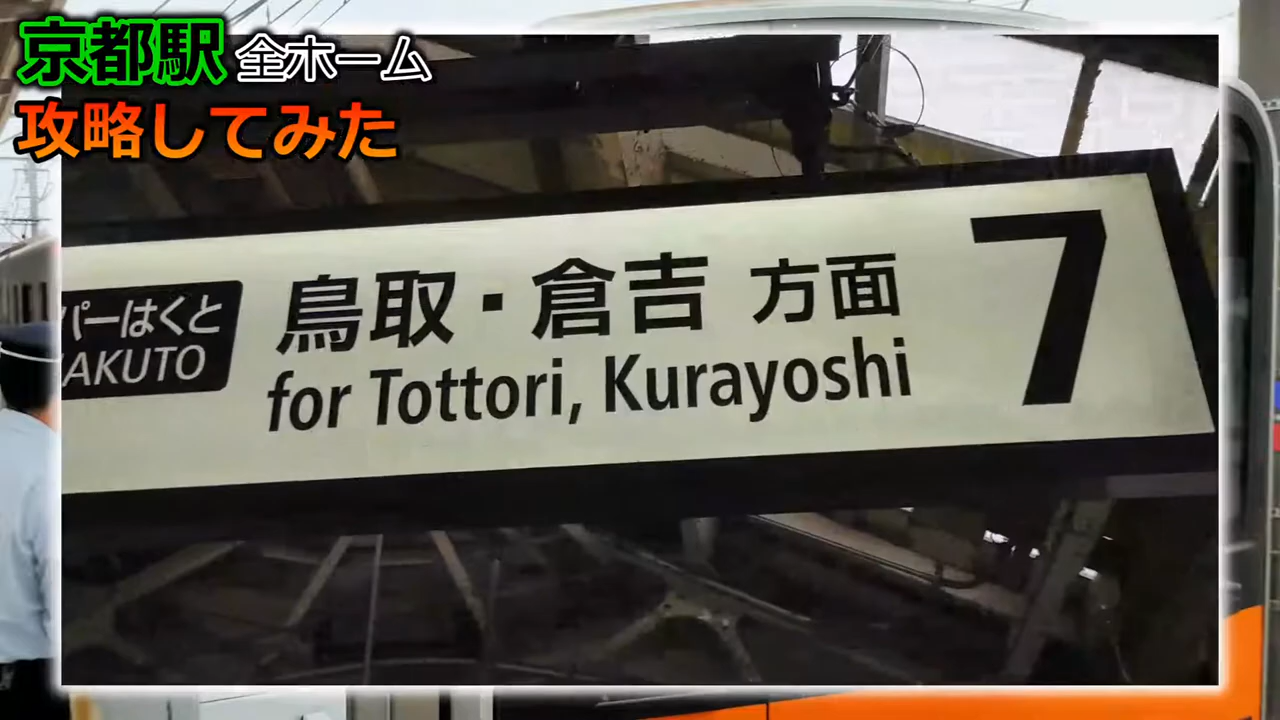 京都駅 全ホーム
攻略してみた
パーはくと
AKUTO
鳥取・倉吉 方面
for Tottori, Kurayoshi
7